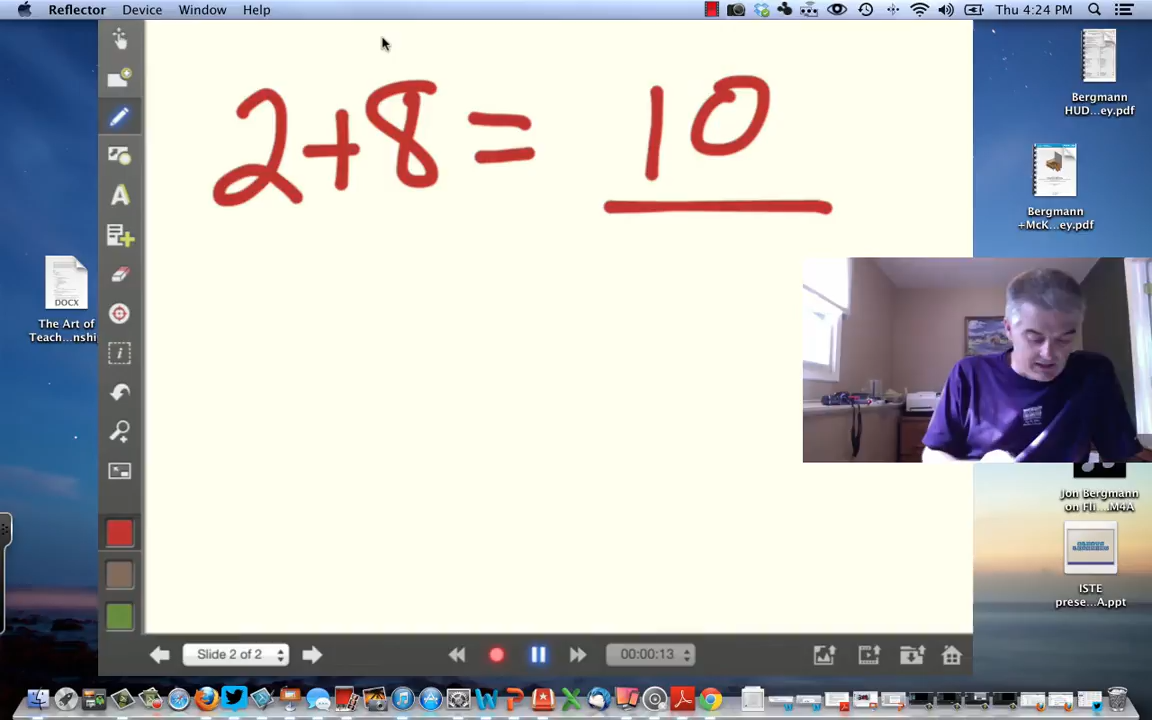 Reflector Device Window Help Thu 4:24 PM
2+8= 10
Bergmann
HUD...ey.pdf
Bergmann
+McK...ey.pdf
A
DOCX
The Art of
Teach...nshi
i
Jon Bergmann
on Fli...M4A
ISTE
prese...A.ppt
Slide 2 of 2
00:00:13